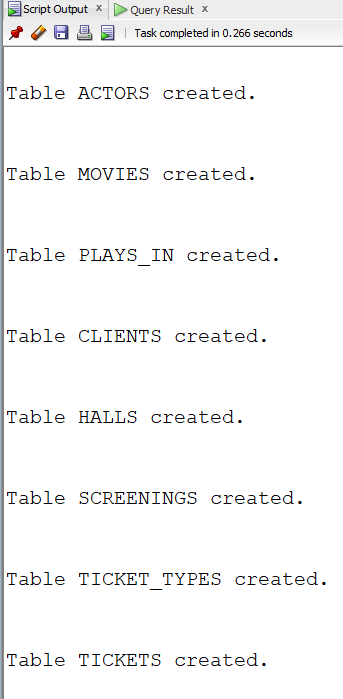 Script Output x Query Result x
Task completed in 0.266 seconds
Table ACTORS created.
Table MOVIES created.
Table PLAYS_IN created.
Table CLIENTS created.
Table HALLS created.
Table SCREENINGS created.
Table TICKET_TYPES created.
Table TICKETS created.